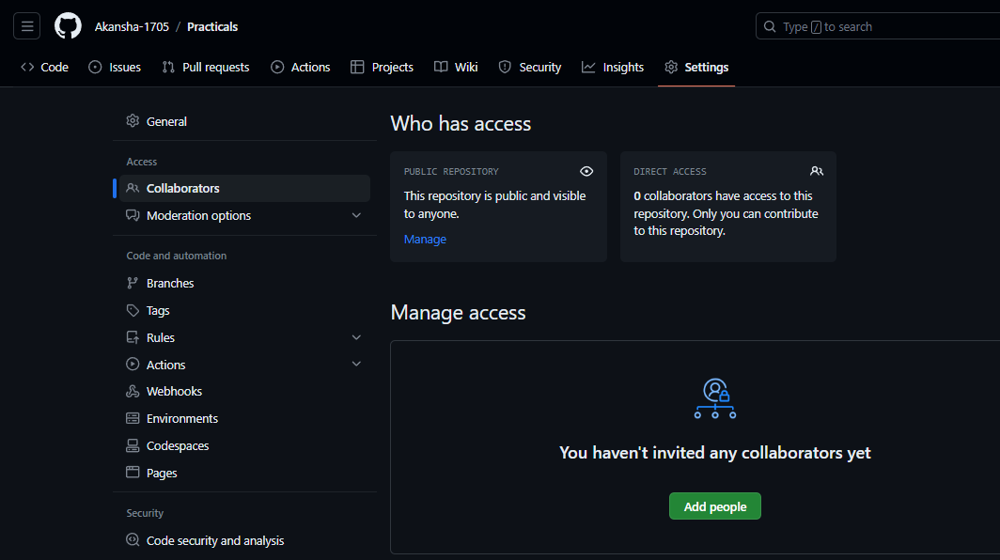 Akansha-1705 / Practicals
Type / to search
Code Issues Pull requests Actions Projects Wiki Security Insights Settings
General
Access
Collaborators
Moderation options
Code and automation
Branches
Tags
Rules
Actions
Webhooks
Environments
Codespaces
Pages
Security
Code security and analysis
Who has access
PUBLIC REPOSITORY
This repository is public and visible
to anyone.
Manage
DIRECT ACCESS
0 collaborators have access to this
repository. Only you can contribute
to this repository.
Manage access
You haven't invited any collaborators yet
Add people